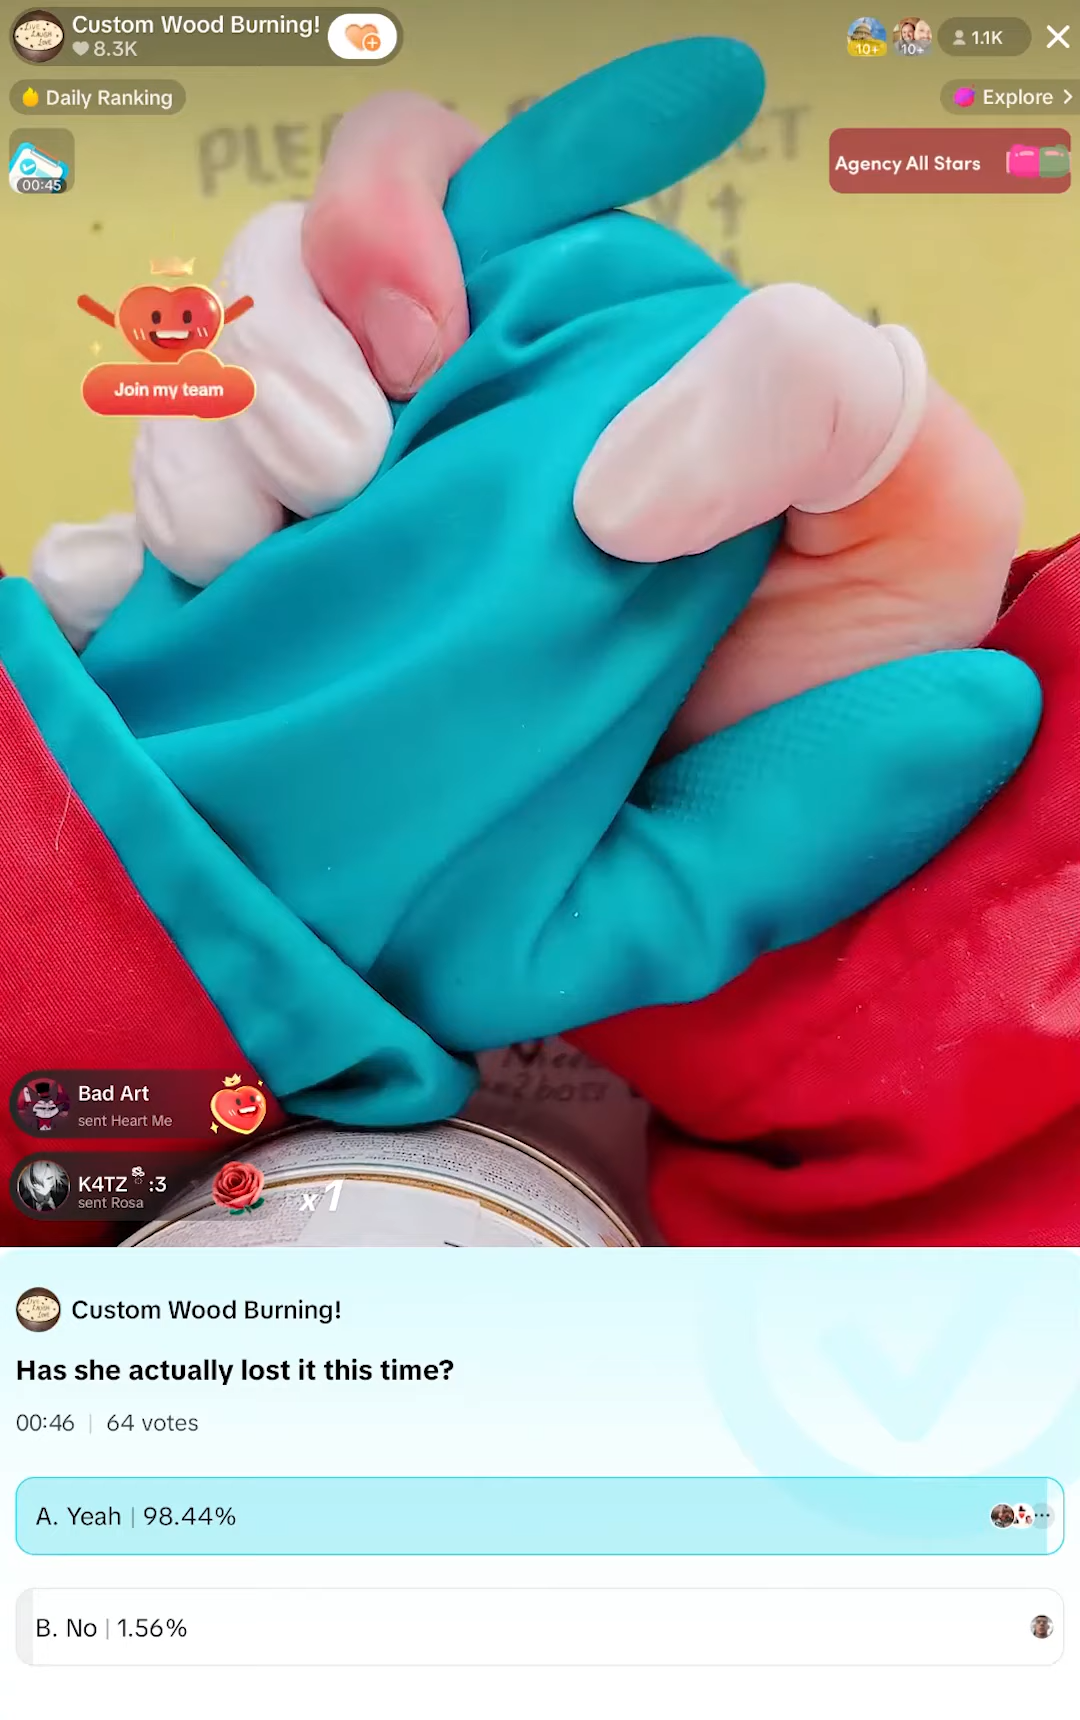 Custom Wood Burning!
8.3K
10+
10+
1.1K
Daily Ranking
Explore >
00:45
Agency All Stars
Join my team
Bad Art
sent Heart Me
K4TZ :3
sent Rosa
x1
Custom Wood Burning!
Has she actually lost it this time?
00:46 | 64 votes
A. Yeah | 98.44%
B. No | 1.56%